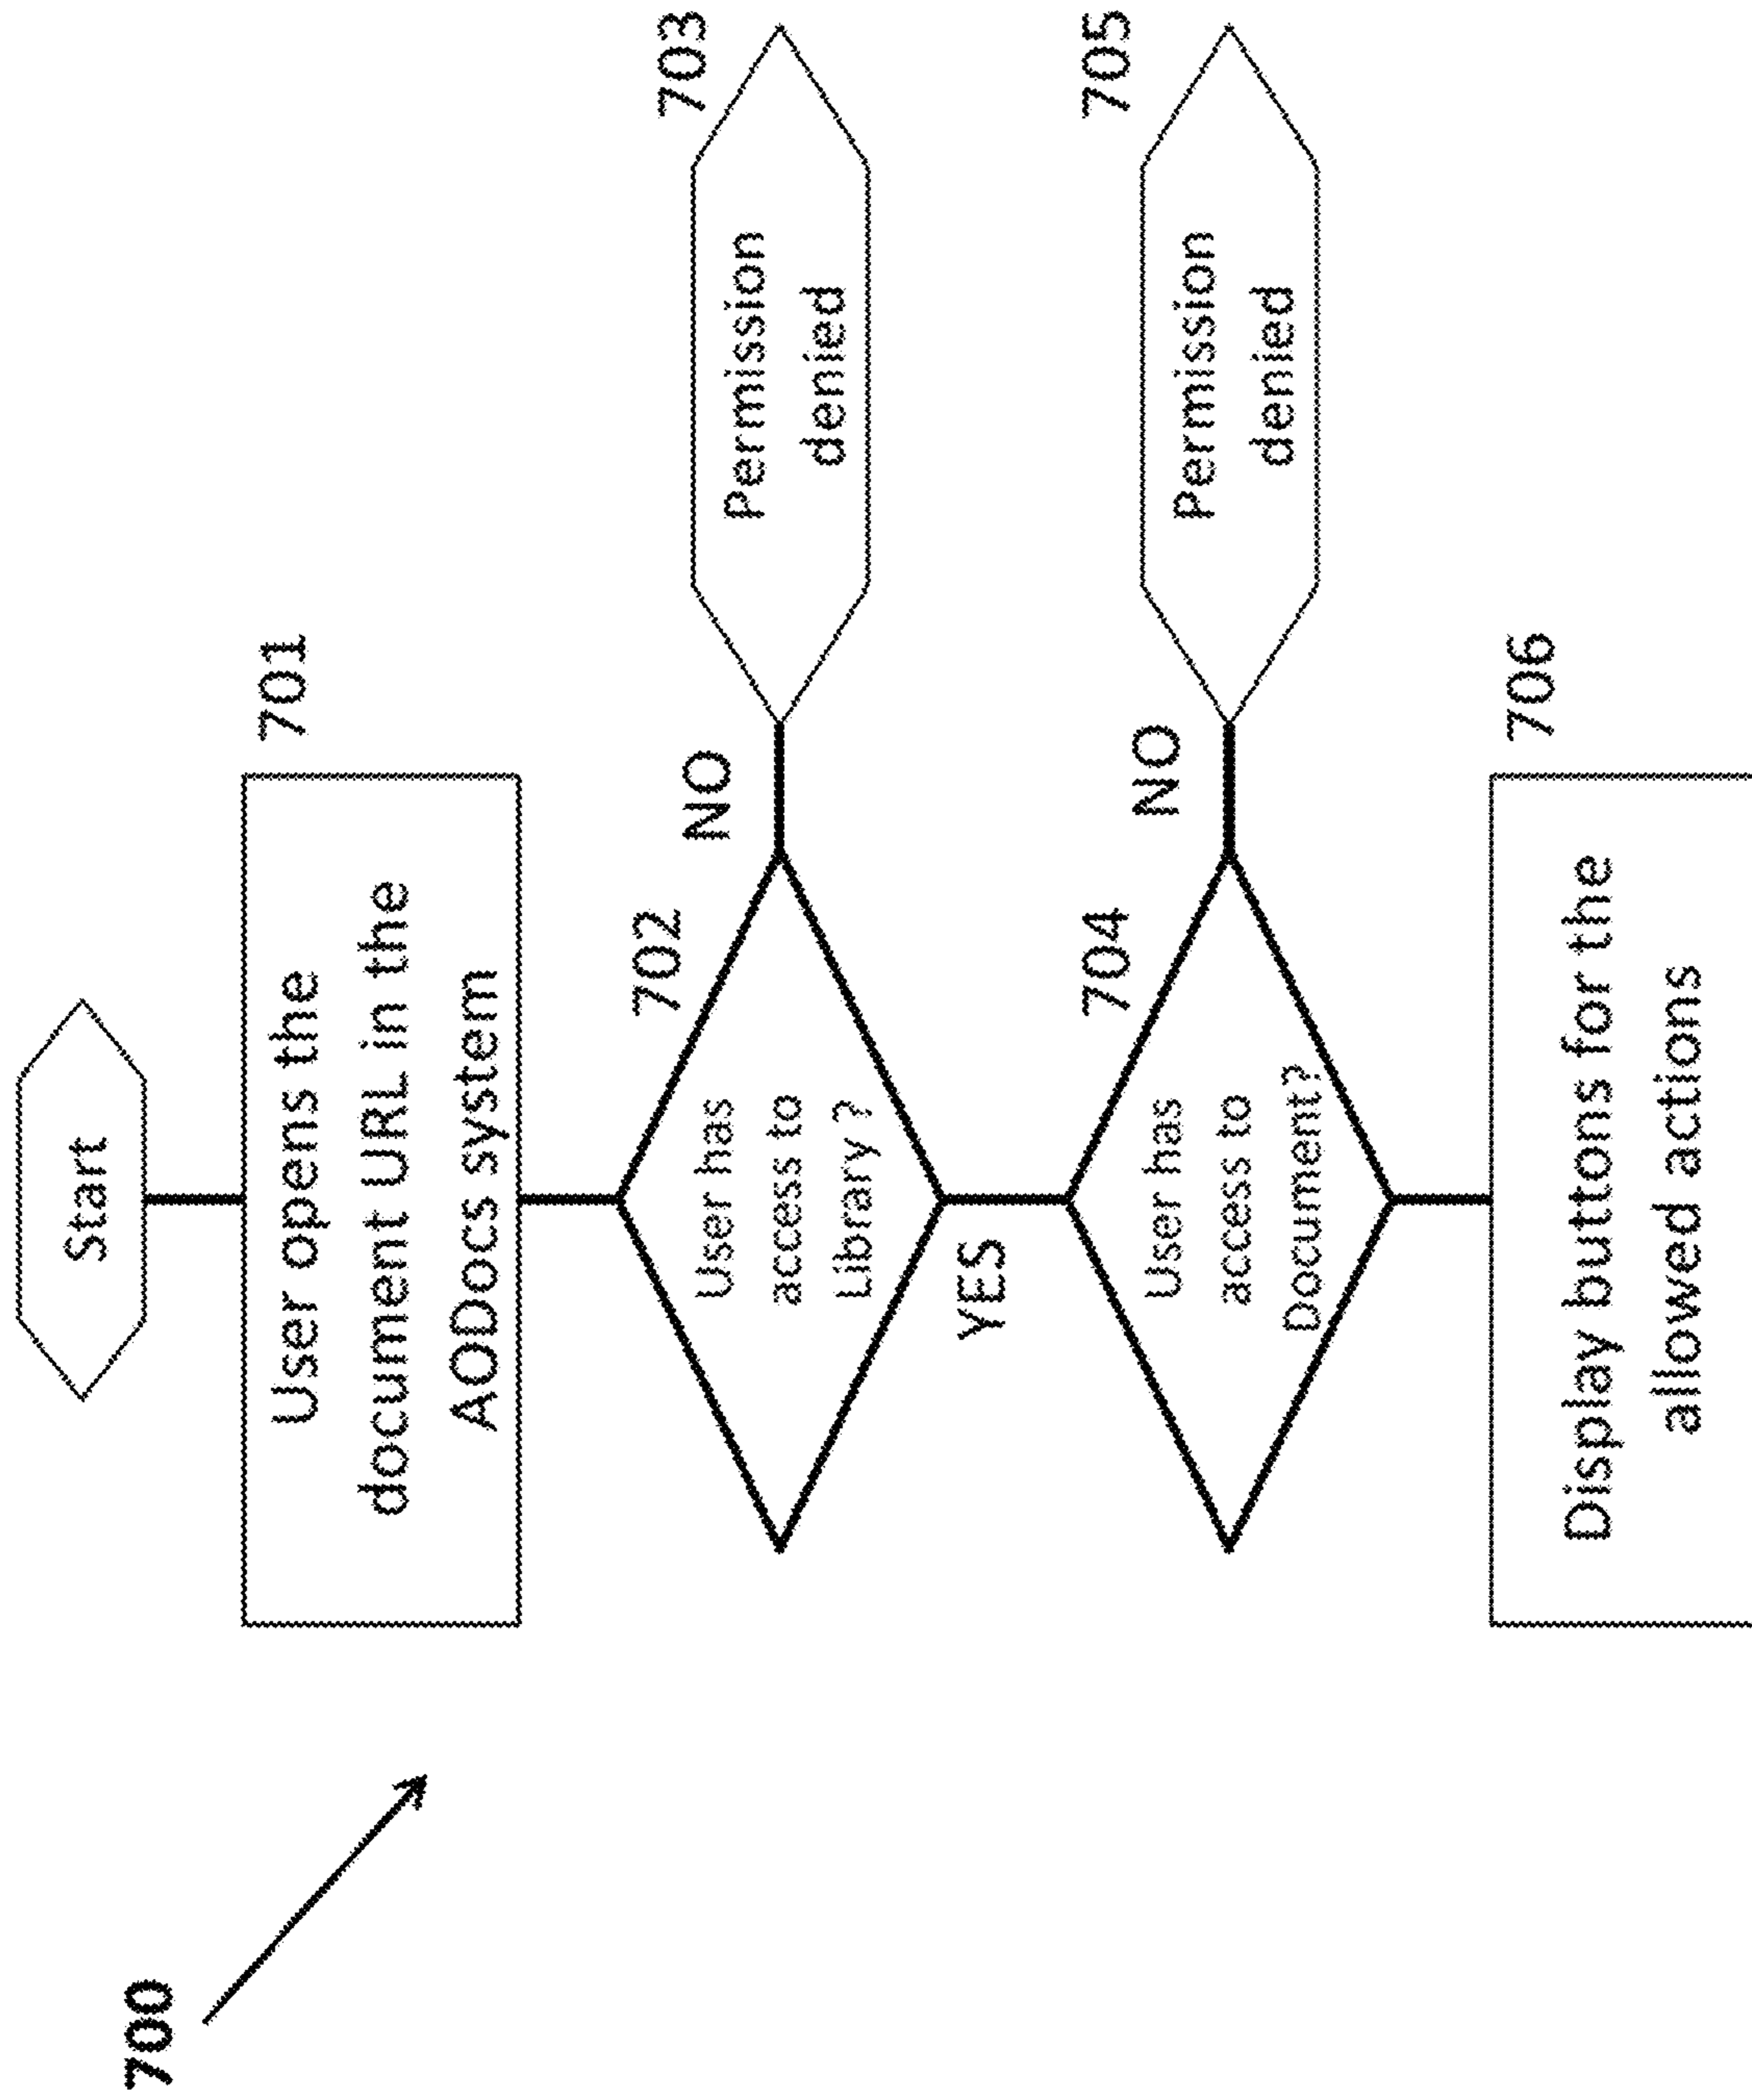 700
Start
701
User opens the
document URL in the
AODocs system
702
User has
access to
Library ?
NO
703
Permission
denied
YES
704
User has
access to
Document?
NO
705
Permission
denied
706
Display buttons for the
allowed actions